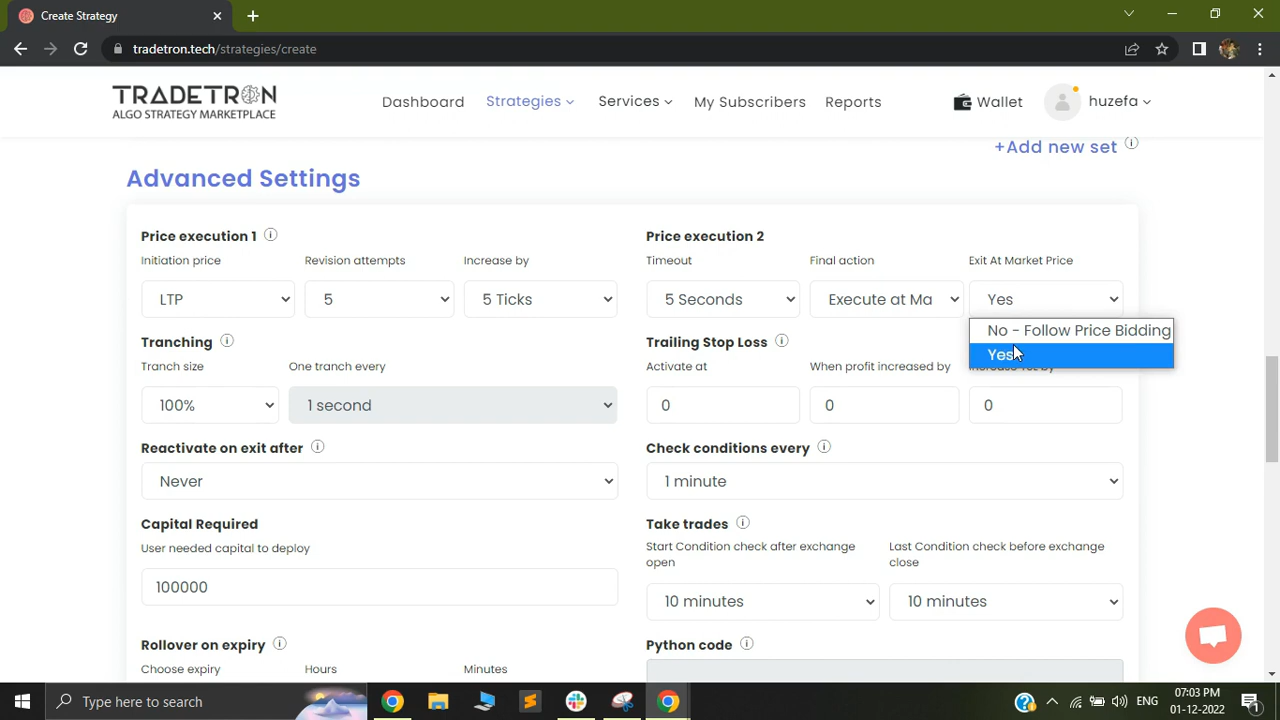 Create Strategy
tradetron.tech/strategies/create
TRADETRON
ALGO STRATEGY MARKETPLACE
Dashboard
Strategies
Services
My Subscribers
Reports
Wallet
huzefa
+Add new set
Advanced Settings
Price execution 1
Price execution 2
Initiation price
Revision attempts
Increase by
Timeout
Final action
Exit At Market Price
LTP
5
5 Ticks
5 Seconds
Execute at Ma
Yes
No - Follow Price Bidding
Yes
Tranching
Trailing Stop Loss
Tranch size
One tranch every
Activate at
When profit increased by
100%
1 second
0
0
0
Reactivate on exit after
Check conditions every
Never
1 minute
Capital Required
Take trades
User needed capital to deploy
Start Condition check after exchange
open
Last Condition check before exchange
close
100000
10 minutes
10 minutes
Rollover on expiry
Python code
Choose expiry
Hours
Minutes
Type here to search
ENG
07:03 PM
01-12-2022
1